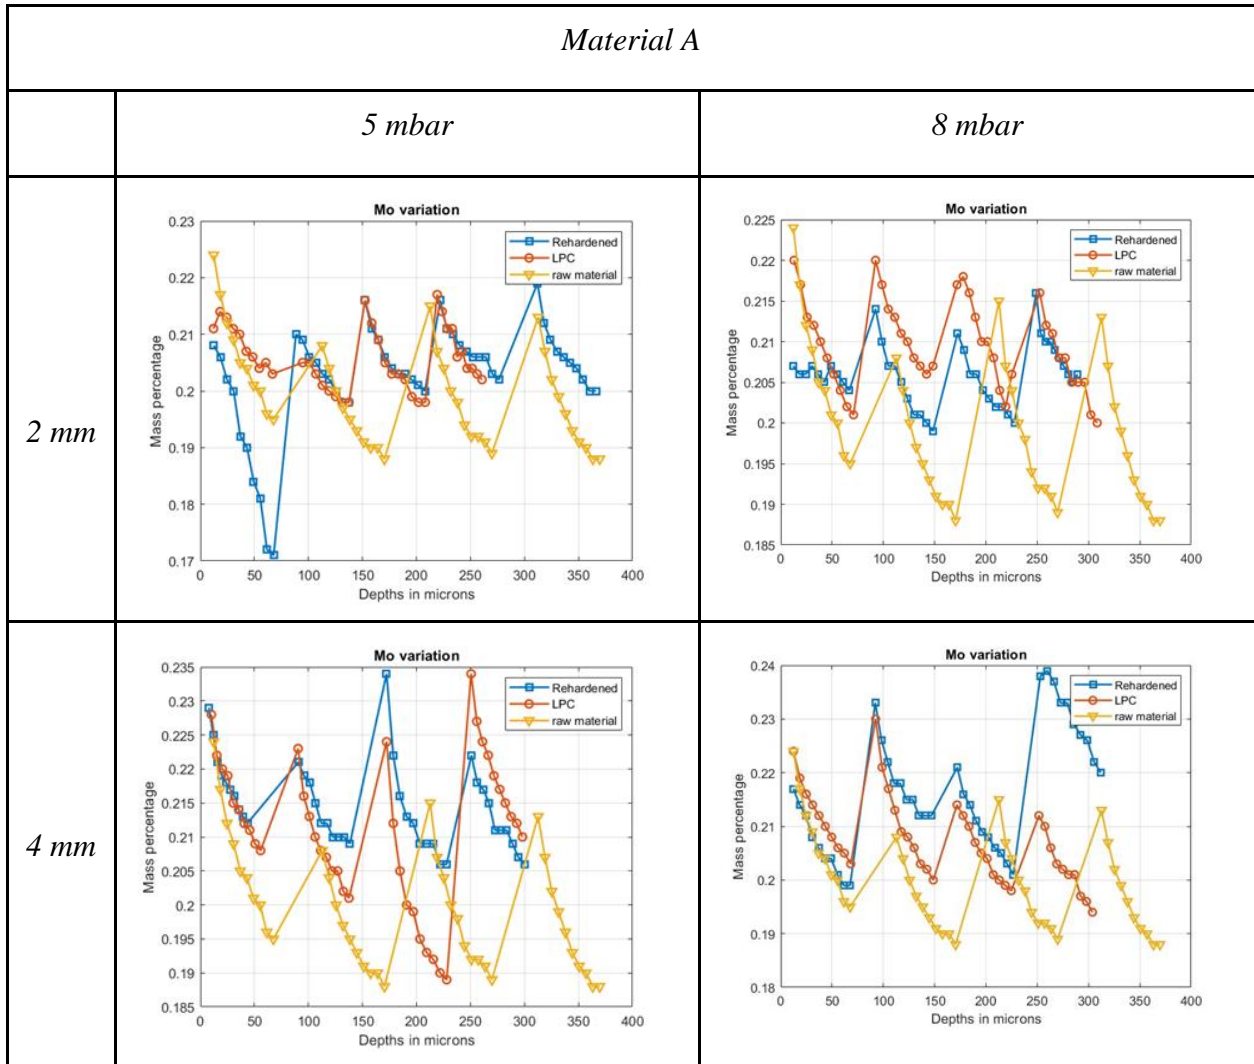 Material A
5 mbar
8 mbar
2 mm
Mo variation
Rehardened
LPC
raw material
Mass percentage
0.23
0.22
0.21
0.2
0.19
0.18
0.17
0 50 100 150 200 250 300 350 400
Depths in microns
Mo variation
Rehardened
LPC
raw material
Mass percentage
0.225
0.22
0.215
0.21
0.205
0.2
0.195
0.19
0.185
0 50 100 150 200 250 300 350 400
Depths in microns
4 mm
Mo variation
Rehardened
LPC
raw material
Mass percentage
0.235
0.23
0.225
0.22
0.215
0.21
0.205
0.2
0.195
0.19
0.185
0 50 100 150 200 250 300 350 400
Depths in microns
Mo variation
Rehardened
LPC
raw material
Mass percentage
0.24
0.23
0.22
0.21
0.2
0.19
0.18
0 50 100 150 200 250 300 350 400
Depths in microns